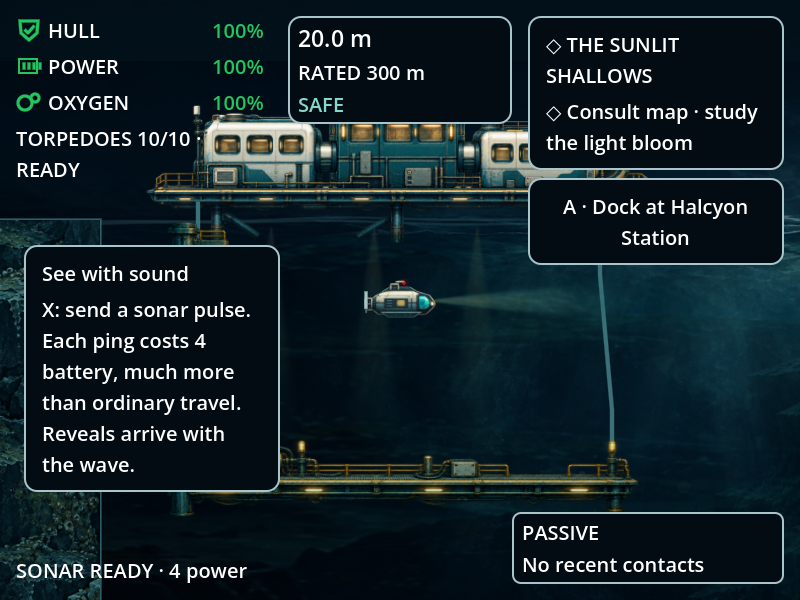 HULL 100%
POWER 100%
OXYGEN 100%
TORPEDOES 10/10 ·
READY
20.0 m
RATED 300 m
SAFE
◇ THE SUNLIT
SHALLOWS
◇ Consult map · study
the light bloom
A · Dock at Halcyon
Station
See with sound
X: send a sonar pulse.
Each ping costs 4
battery, much more
than ordinary travel.
Reveals arrive with
the wave.
PASSIVE
No recent contacts
SONAR READY · 4 power